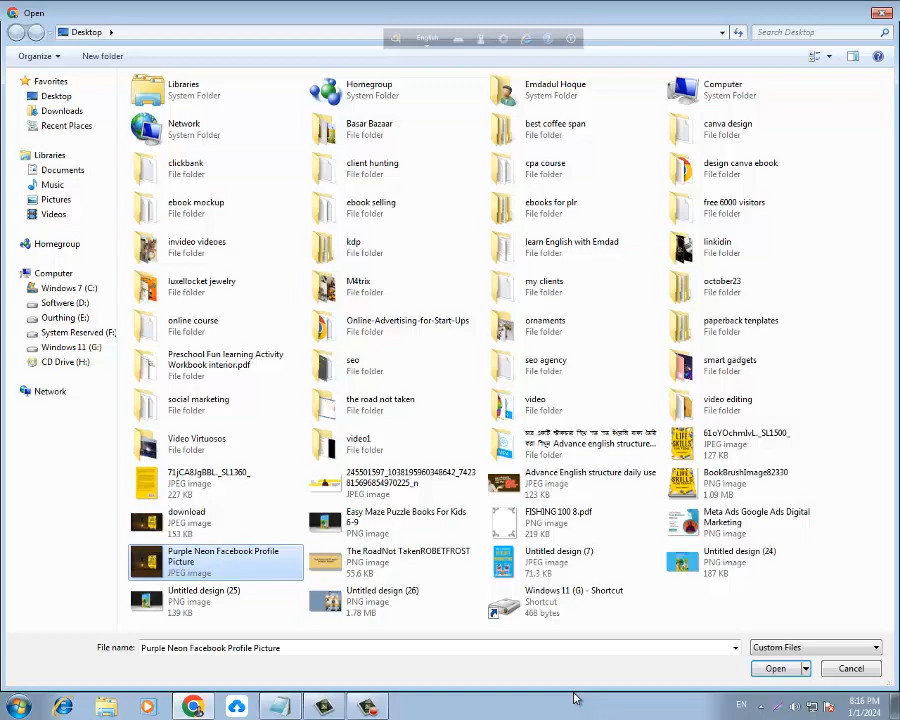 Open
Desktop
English
Search Desktop
Organize
New folder
Favorites
Desktop
Downloads
Recent Places
Libraries
Documents
Music
Pictures
Videos
Homegroup
Computer
Windows 7 (C:)
Softwere (D:)
Ourthing (E:)
System Reserved (F:
Windows 11 (G:)
CD Drive (H:)
Network
Libraries
System Folder
Homegroup
System Folder
Emdadul Hoque
System Folder
Computer
System Folder
Network
System Folder
Basar Bazaar
File folder
best coffee span
File folder
canva design
File folder
clickbank
File folder
client hunting
File folder
cpa course
File folder
design canva ebook
File folder
ebook mockup
File folder
ebook selling
File folder
ebooks for plr
File folder
free 6000 visitors
File folder
invideo videoes
File folder
kdp
File folder
learn English with Emdad
File folder
linkidin
File folder
luxellocket jewelry
File folder
M4trix
File folder
my clients
File folder
october23
File folder
online course
File folder
Online-Advertising-for-Start-Ups
File folder
ornaments
File folder
paperback templates
File folder
Preschool Fun learning Activity
Workbook interior.pdf
File folder
seo
File folder
seo agency
File folder
smart gadgets
File folder
social marketing
File folder
the road not taken
File folder
video
File folder
video editing
File folder
Video Virtuosos
File folder
video1
File folder
Advance english structure...
File folder
61oYOchmIvL._SL1500_
JPEG image
127 KB
71jCA8JgBBL._SL1360_
JPEG image
227 KB
245501597_1038195960348642_7423
815696854970225_n
JPEG image
Advance English structure daily use
JPEG image
123 KB
BookBrushImage82330
PNG image
1.09 MB
download
JPEG image
153 KB
Easy Maze Puzzle Books For Kids
6-9
PNG image
FISHING 100 8.pdf
PNG image
219 KB
Meta Ads Google Ads Digital
Marketing
PNG image
Purple Neon Facebook Profile
Picture
JPEG image
The RoadNot TakenROBETFROST
PNG image
55.6 KB
Untitled design (7)
PNG image
71.3 KB
Untitled design (24)
PNG image
187 KB
Untitled design (25)
PNG image
139 KB
Untitled design (26)
PNG image
1.78 MB
Windows 11 (G) - Shortcut
Shortcut
468 bytes
File name:
Purple Neon Facebook Profile Picture
Custom Files
Open
Cancel
EN
8:16 PM
1/1/2024